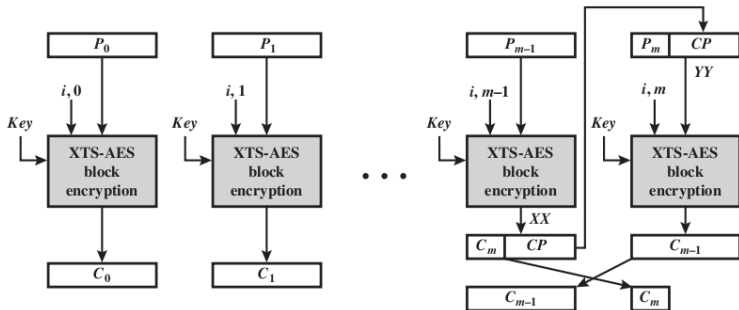 P0
P1
Pm–1
Pm CP
YY
i, 0
i, 1
i, m–1
i, m
Key
Key
Key
Key
XTS-AES
block
encryption
XTS-AES
block
encryption
• • •
XTS-AES
block
encryption
XTS-AES
block
encryption
XX
Cm CP
Cm–1
C0
C1
Cm–1
Cm